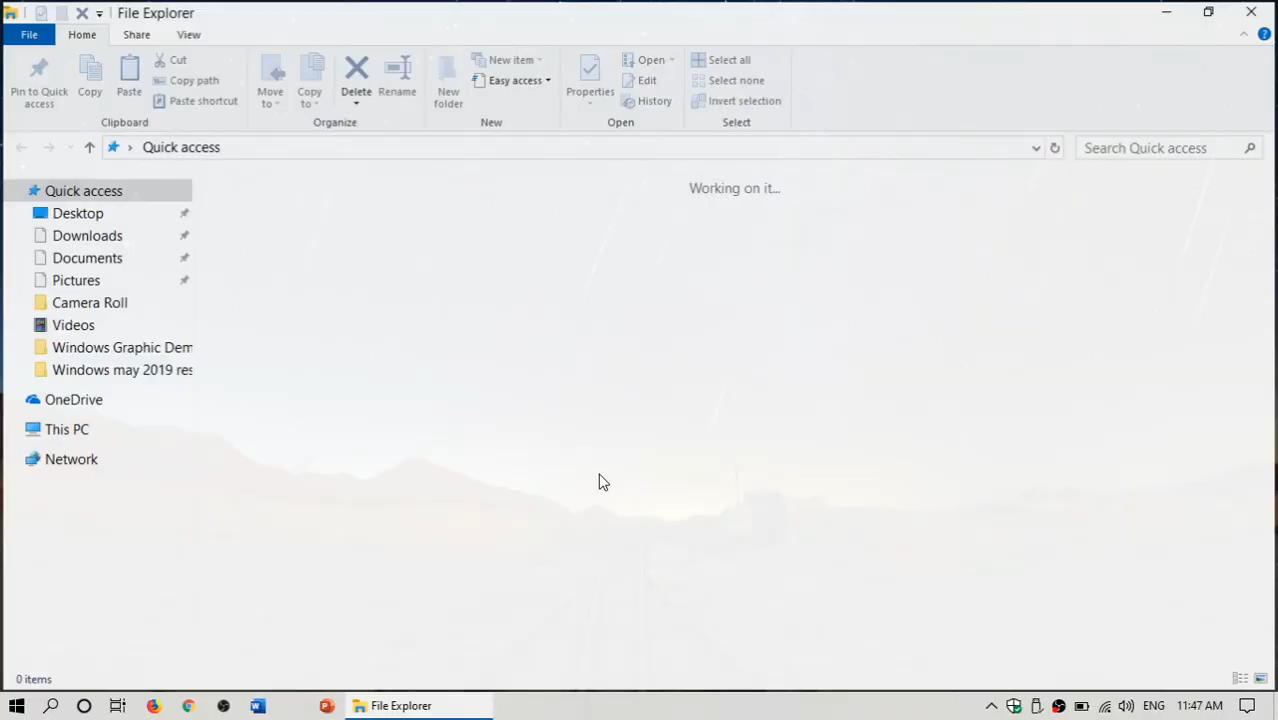 File Explorer
File Home Share View
Pin to Quick access
Copy
Paste
Cut
Copy path
Paste shortcut
Clipboard
Move to
Copy to
Delete
Rename
Organize
New folder
New item
Easy access
New
Properties
Open
Edit
History
Open
Select all
Select none
Invert selection
Select
Quick access
Search Quick access
Working on it...
Quick access
Desktop
Downloads
Documents
Pictures
Camera Roll
Videos
Windows Graphic Dem
Windows may 2019 res
OneDrive
This PC
Network
0 items
File Explorer
ENG
11:47 AM